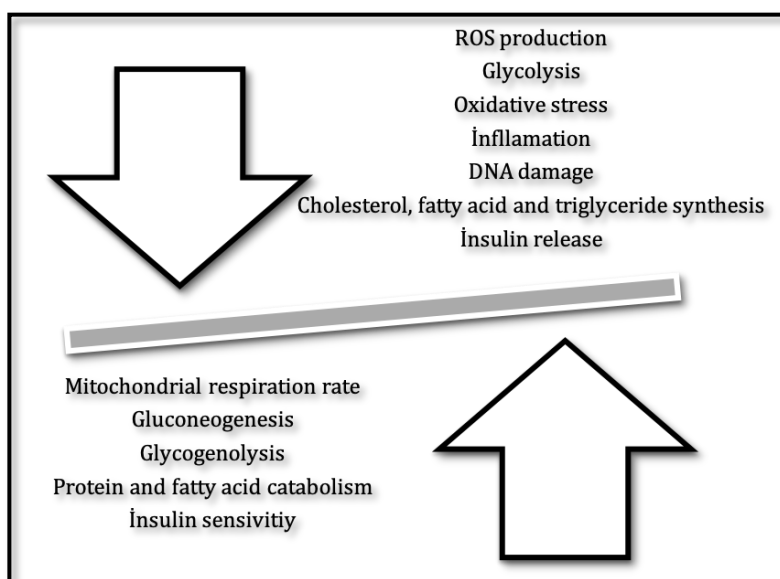 ROS production
Glycolysis
Oxidative stress
İnfllamation
DNA damage
Cholesterol, fatty acid and triglyceride synthesis
İnsulin release
Mitochondrial respiration rate
Gluconeogenesis
Glycogenolysis
Protein and fatty acid catabolism
İnsulin sensivitiy